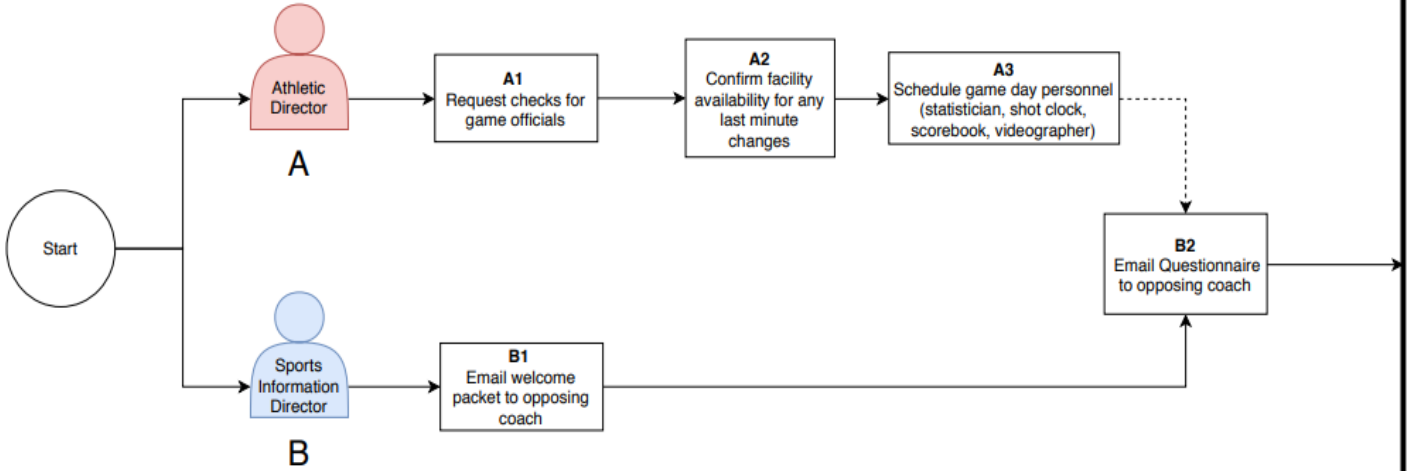 Start
Athletic
Director
A
A1
Request checks for
game officials
A2
Confirm facility
availability for any
last minute
changes
A3
Schedule game day personnel
(statistician, shot clock,
scorebook, videographer)
Sports
Information
Director
B
B1
Email welcome
packet to opposing
coach
B2
Email Questionnaire
to opposing coach